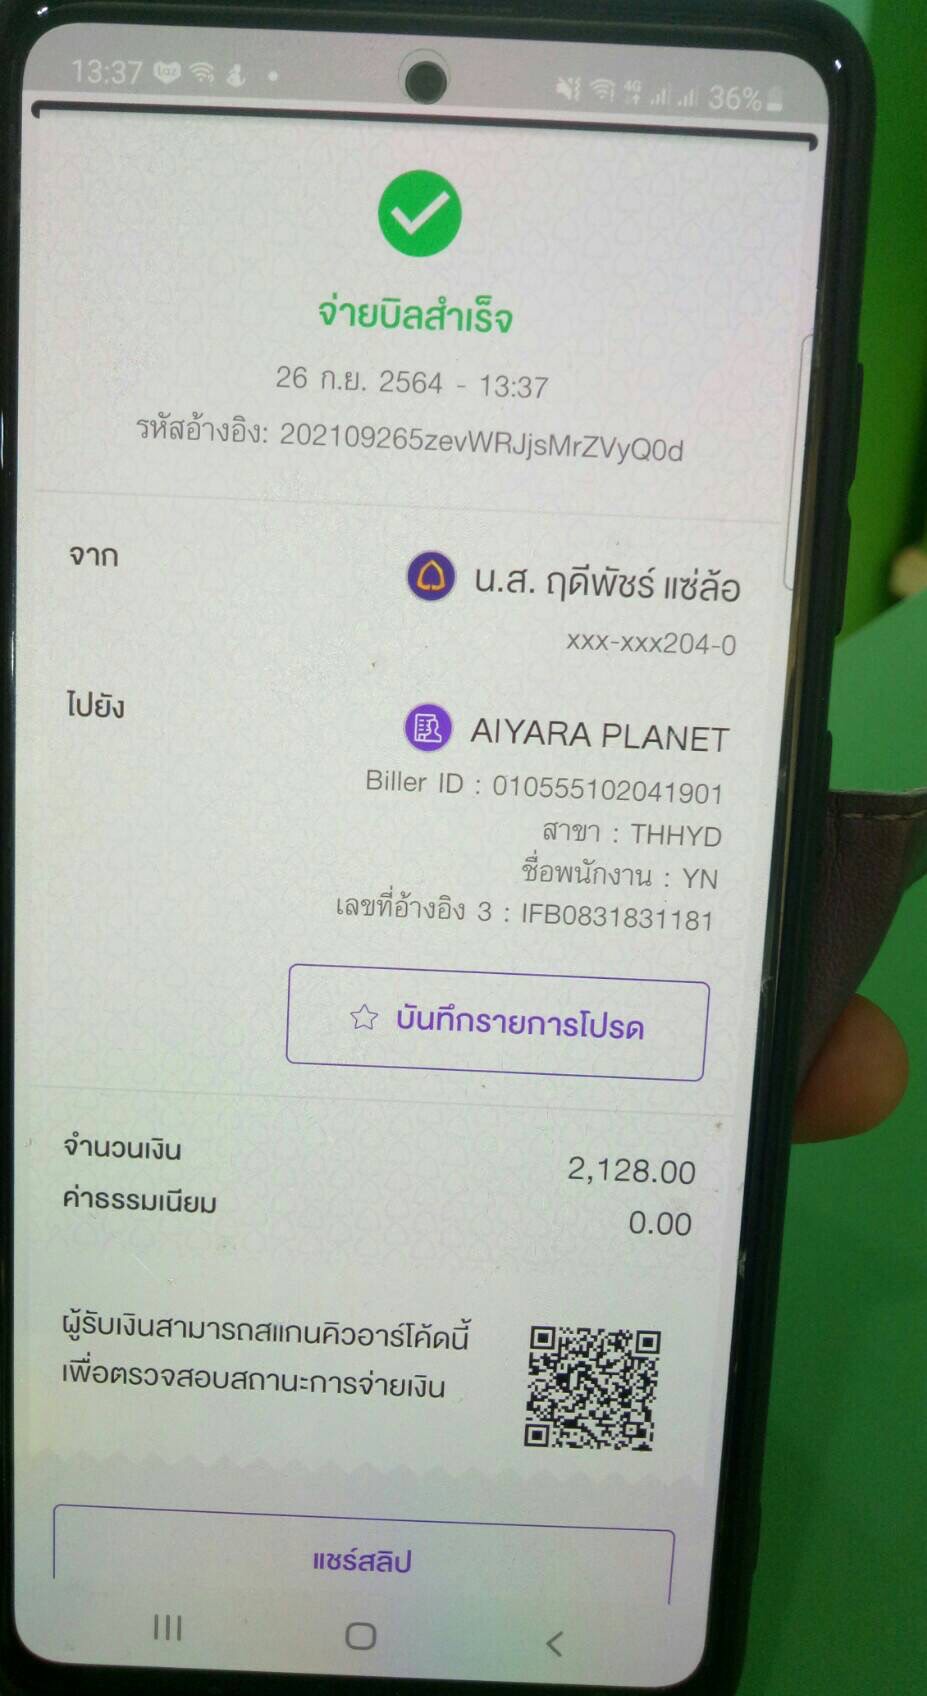 13:37
4G 36%
จ่ายบิลสำเร็จ
26 ก.ย. 2564 - 13:37
รหัสอ้างอิง: 202109265zevWRJjsMrZVyQ0d
จาก
น.ส. ฤดีพัชร์ แซ่ล้อ
xxx-xxx204-0
ไปยัง
AIYARA PLANET
Biller ID : 010555102041901
สาขา : THHYD
ชื่อพนักงาน : YN
เลขที่อ้างอิง 3 : IFB0831831181
บันทึกรายการโปรด
จำนวนเงิน 2,128.00
ค่าธรรมเนียม 0.00
ผู้รับเงินสามารถสแกนคิวอาร์โค้ดนี้
เพื่อตรวจสอบสถานะการจ่ายเงิน
แชร์สลิป